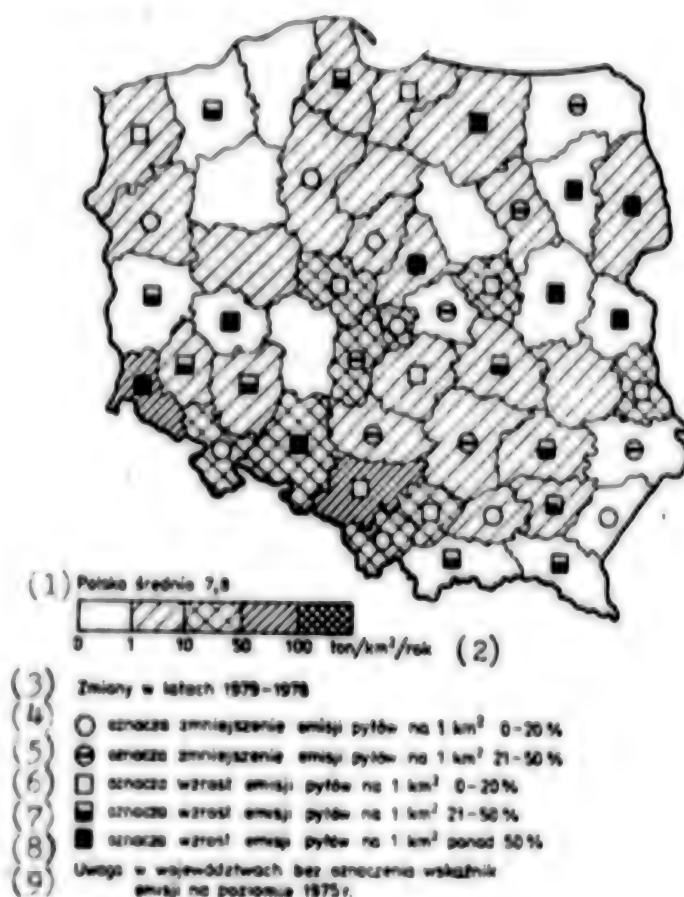 (1) Polska średnia 7,8
0 1 10 50 100 ton/km²/rok (2)
(3) Zmiany w latach 1975-1978
(4) oznacza zmniejszenie emisji pyłów na 1 km² 0-20%
(5) oznacza zmniejszenie emisji pyłów na 1 km² 21-50%
(6) oznacza wzrost emisji pyłów na 1 km² 0-20%
(7) oznacza wzrost emisji pyłów na 1 km² 21-50%
(8) oznacza wzrost emisji pyłów na 1 km² ponad 50%
(9) Uwaga w województwach bez oznaczenia wskaźnik
emisji na poziomie 1975 r.